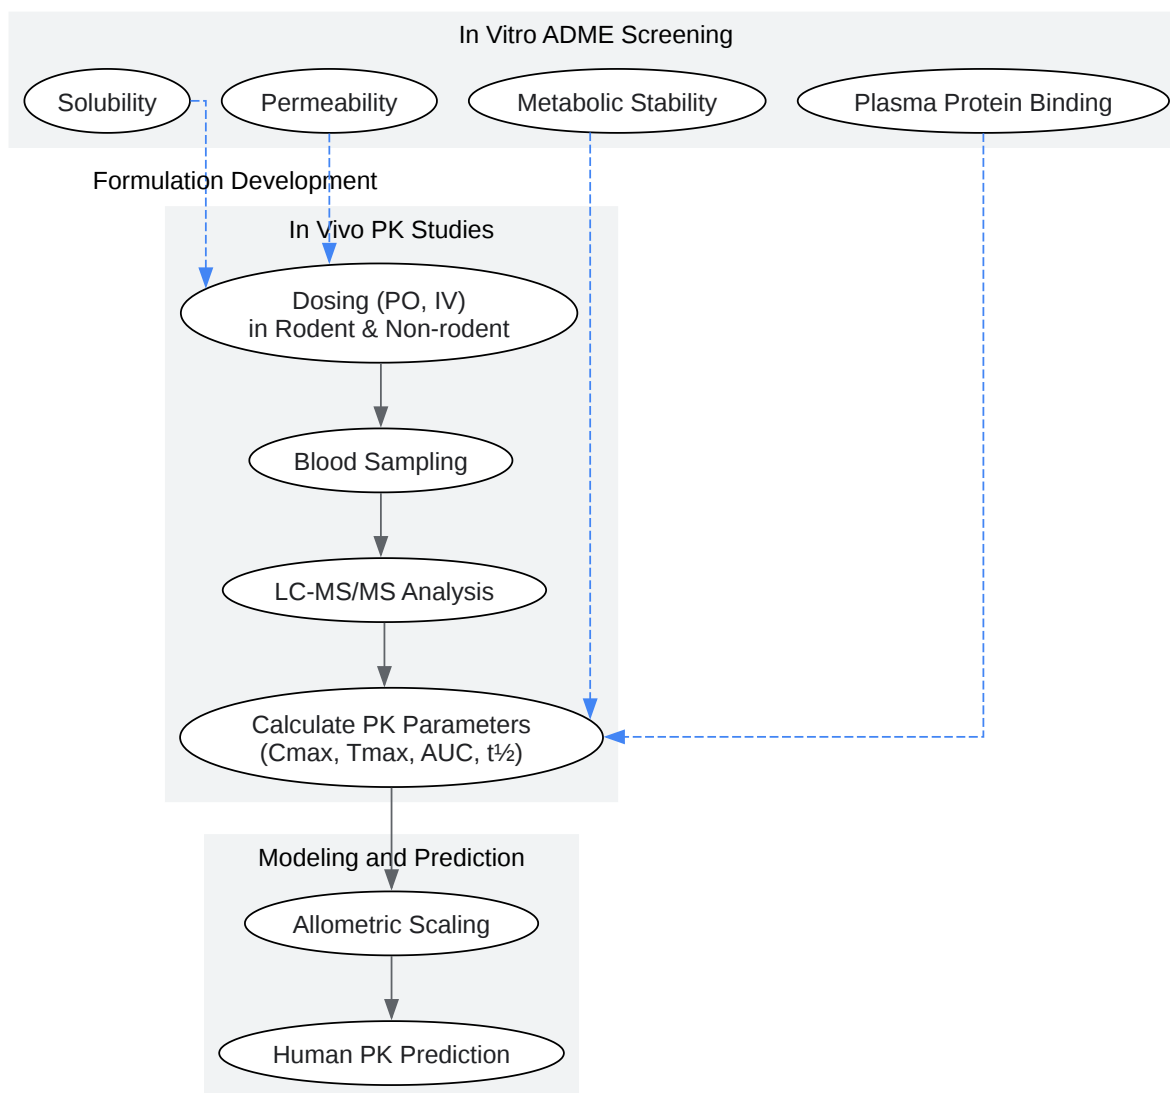 In Vitro ADME Screening
Solubility
Permeability
Metabolic Stability
Plasma Protein Binding
Formulation Development
In Vivo PK Studies
Dosing (PO, IV)
in Rodent & Non-rodent
Blood Sampling
LC-MS/MS Analysis
Calculate PK Parameters
(Cmax, Tmax, AUC, t½)
Modeling and Prediction
Allometric Scaling
Human PK Prediction